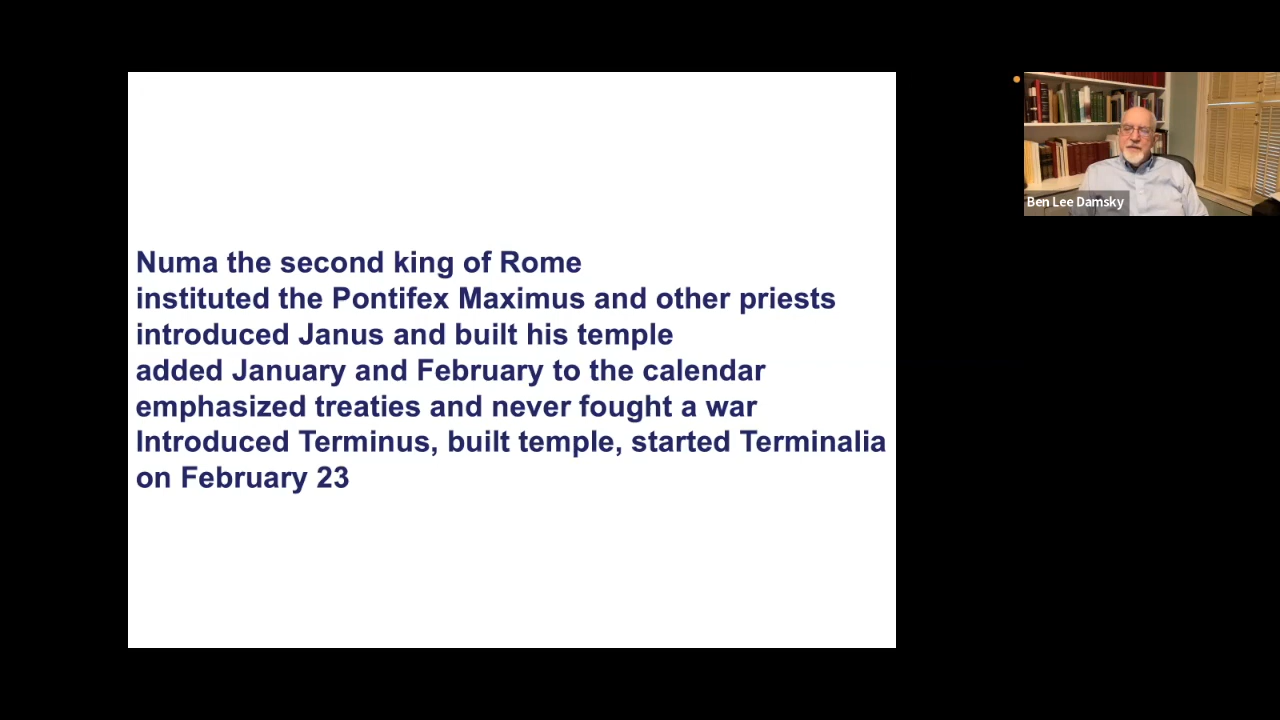 Numa the second king of Rome
instituted the Pontifex Maximus and other priests
introduced Janus and built his temple
added January and February to the calendar
emphasized treaties and never fought a war
Introduced Terminus, built temple, started Terminalia
on February 23
Ben Lee Damsky